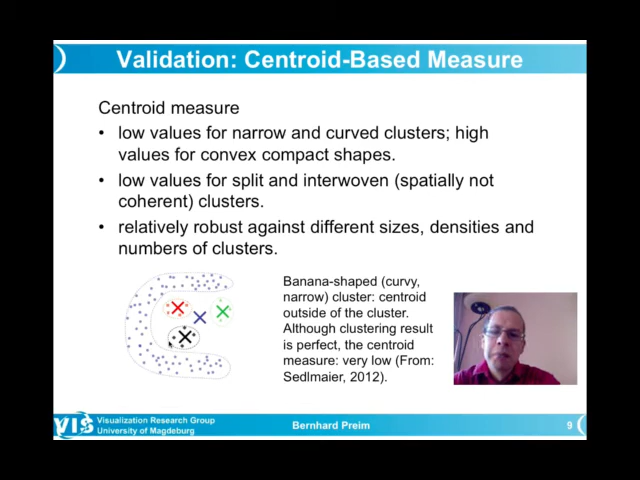 Validation: Centroid-Based Measure
Centroid measure
• low values for narrow and curved clusters; high
values for convex compact shapes.
• low values for split and interwoven (spatially not
coherent) clusters.
• relatively robust against different sizes, densities and
numbers of clusters.
Banana-shaped (curvy,
narrow) cluster: centroid
outside of the cluster.
Although clustering result
is perfect, the centroid
measure: very low (From:
Sedlmaier, 2012).
VIS
Visualization Research Group
University of Magdeburg
Bernhard Preim
9